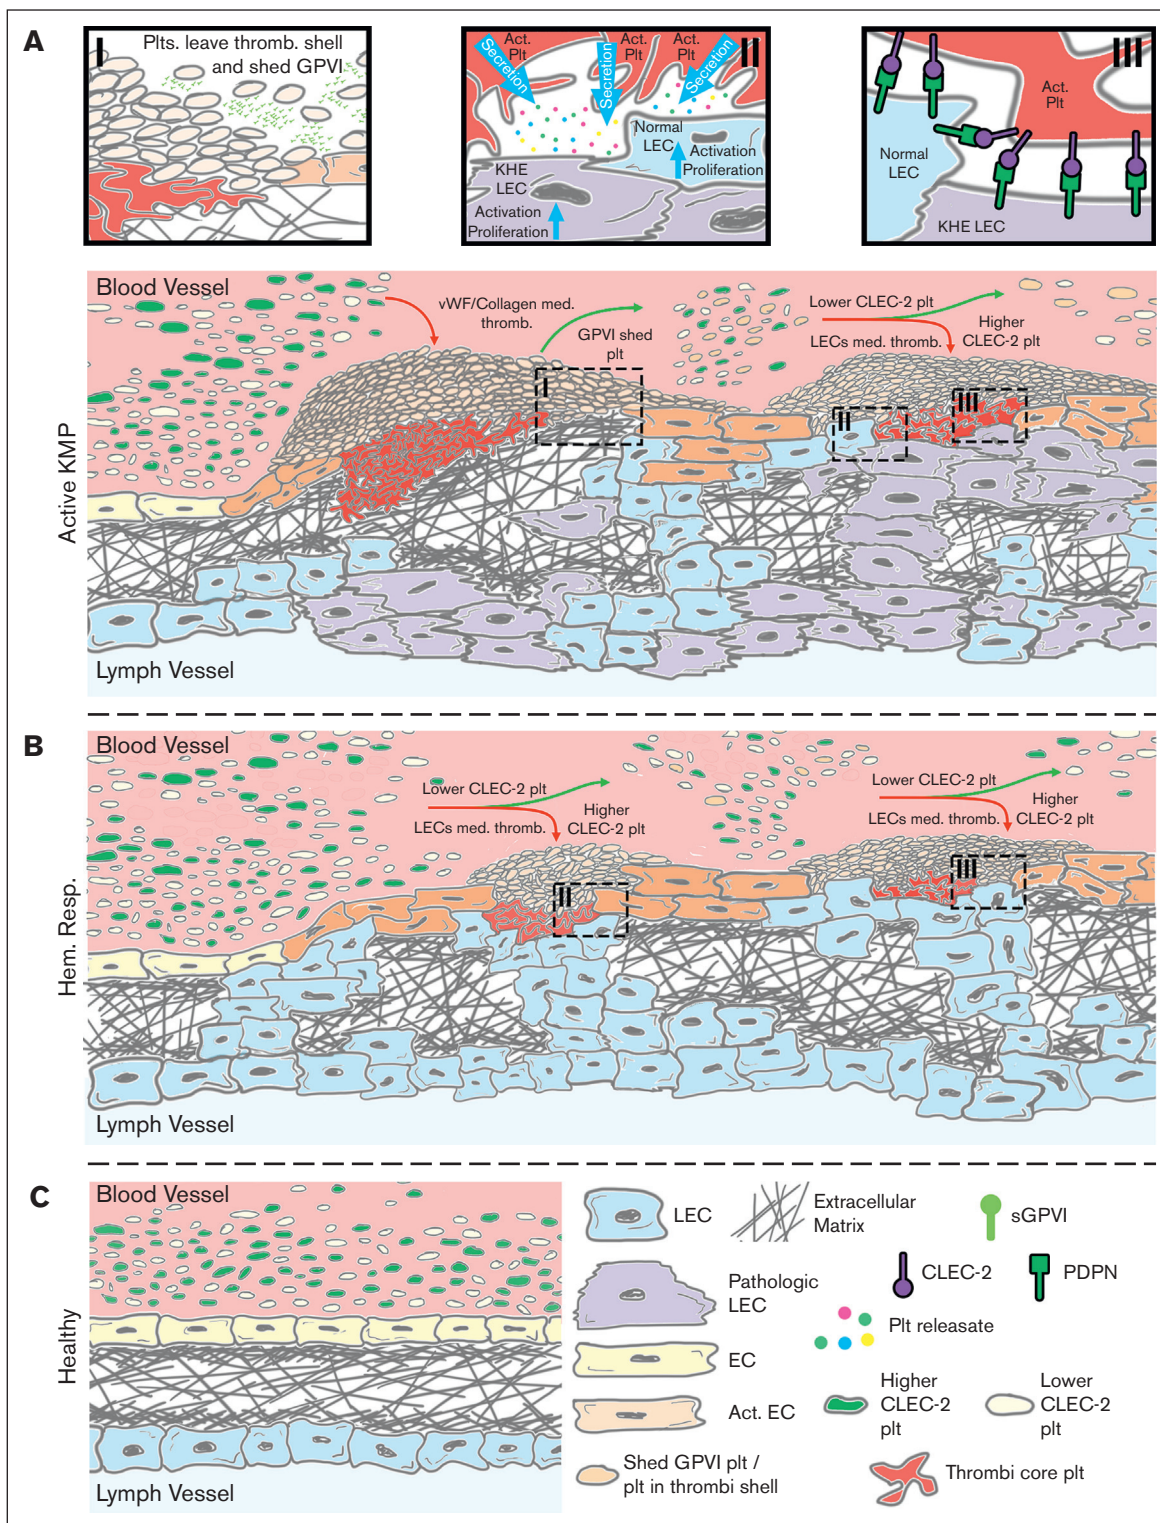 A
I
Plts. leave thromb. shell
and shed GPVI
II
Act.
Plt
Act.
Plt
Act.
Plt
Secretion
Secretion
Secretion
Normal
LEC
Activation
Proliferation
KHE
LEC
Activation
Proliferation
III
Act.
Plt
Normal
LEC
KHE LEC
Active KMP
Blood Vessel
vWF/Collagen med.
thromb.
GPVI shed
plt
Lower CLEC-2 plt
LECs med. thromb.
Higher
CLEC-2 plt
I
II
III
Lymph Vessel
B
Hem. Resp.
Blood Vessel
Lower CLEC-2 plt
LECs med. thromb.
Higher
CLEC-2 plt
Lower CLEC-2 plt
LECs med. thromb.
Higher
CLEC-2 plt
II
III
Lymph Vessel
C
Healthy
Blood Vessel
Lymph Vessel
LEC
Extracellular
Matrix
sGPVI
Pathologic
LEC
CLEC-2
PDPN
Plt releasate
EC
Act. EC
Higher
CLEC-2
plt
Lower
CLEC-2
plt
Shed GPVI plt /
plt in thrombi shell
Thrombi core plt